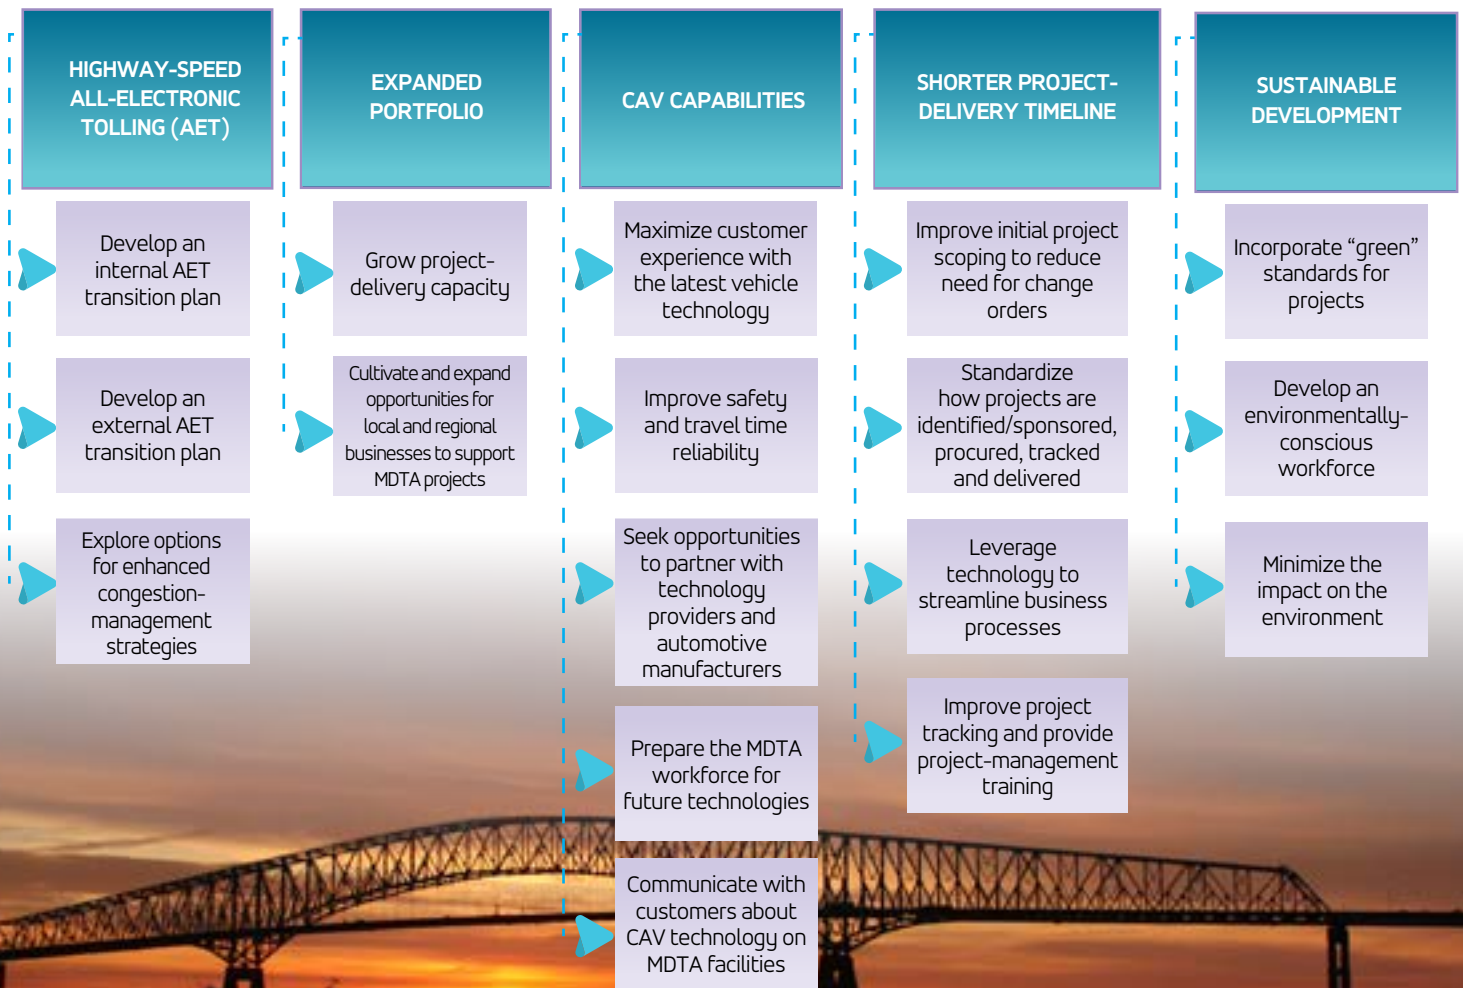 HIGHWAY-SPEED
ALL-ELECTRONIC
TOLLING (AET)
Develop an
internal AET
transition plan
Develop an
external AET
transition plan
Explore options
for enhanced
congestion-
management
strategies
EXPANDED
PORTFOLIO
Grow project-
delivery capacity
Cultivate and expand
opportunities for
local and regional
businesses to support
MDTA projects
CAV CAPABILITIES
Maximize customer
experience with
the latest vehicle
technology
Improve safety
and travel time
reliability
Seek opportunities
to partner with
technology
providers and
automotive
manufacturers
Prepare the MDTA
workforce for
future technologies
Communicate with
customers about
CAV technology on
MDTA facilities
SHORTER PROJECT-
DELIVERY TIMELINE
Improve initial project
scoping to reduce
need for change
orders
Standardize
how projects are
identified/sponsored,
procured, tracked
and delivered
Leverage
technology to
streamline business
processes
Improve project
tracking and provide
project-management
training
SUSTAINABLE
DEVELOPMENT
Incorporate “green”
standards for
projects
Develop an
environmentally-
conscious
workforce
Minimize the
impact on the
environment